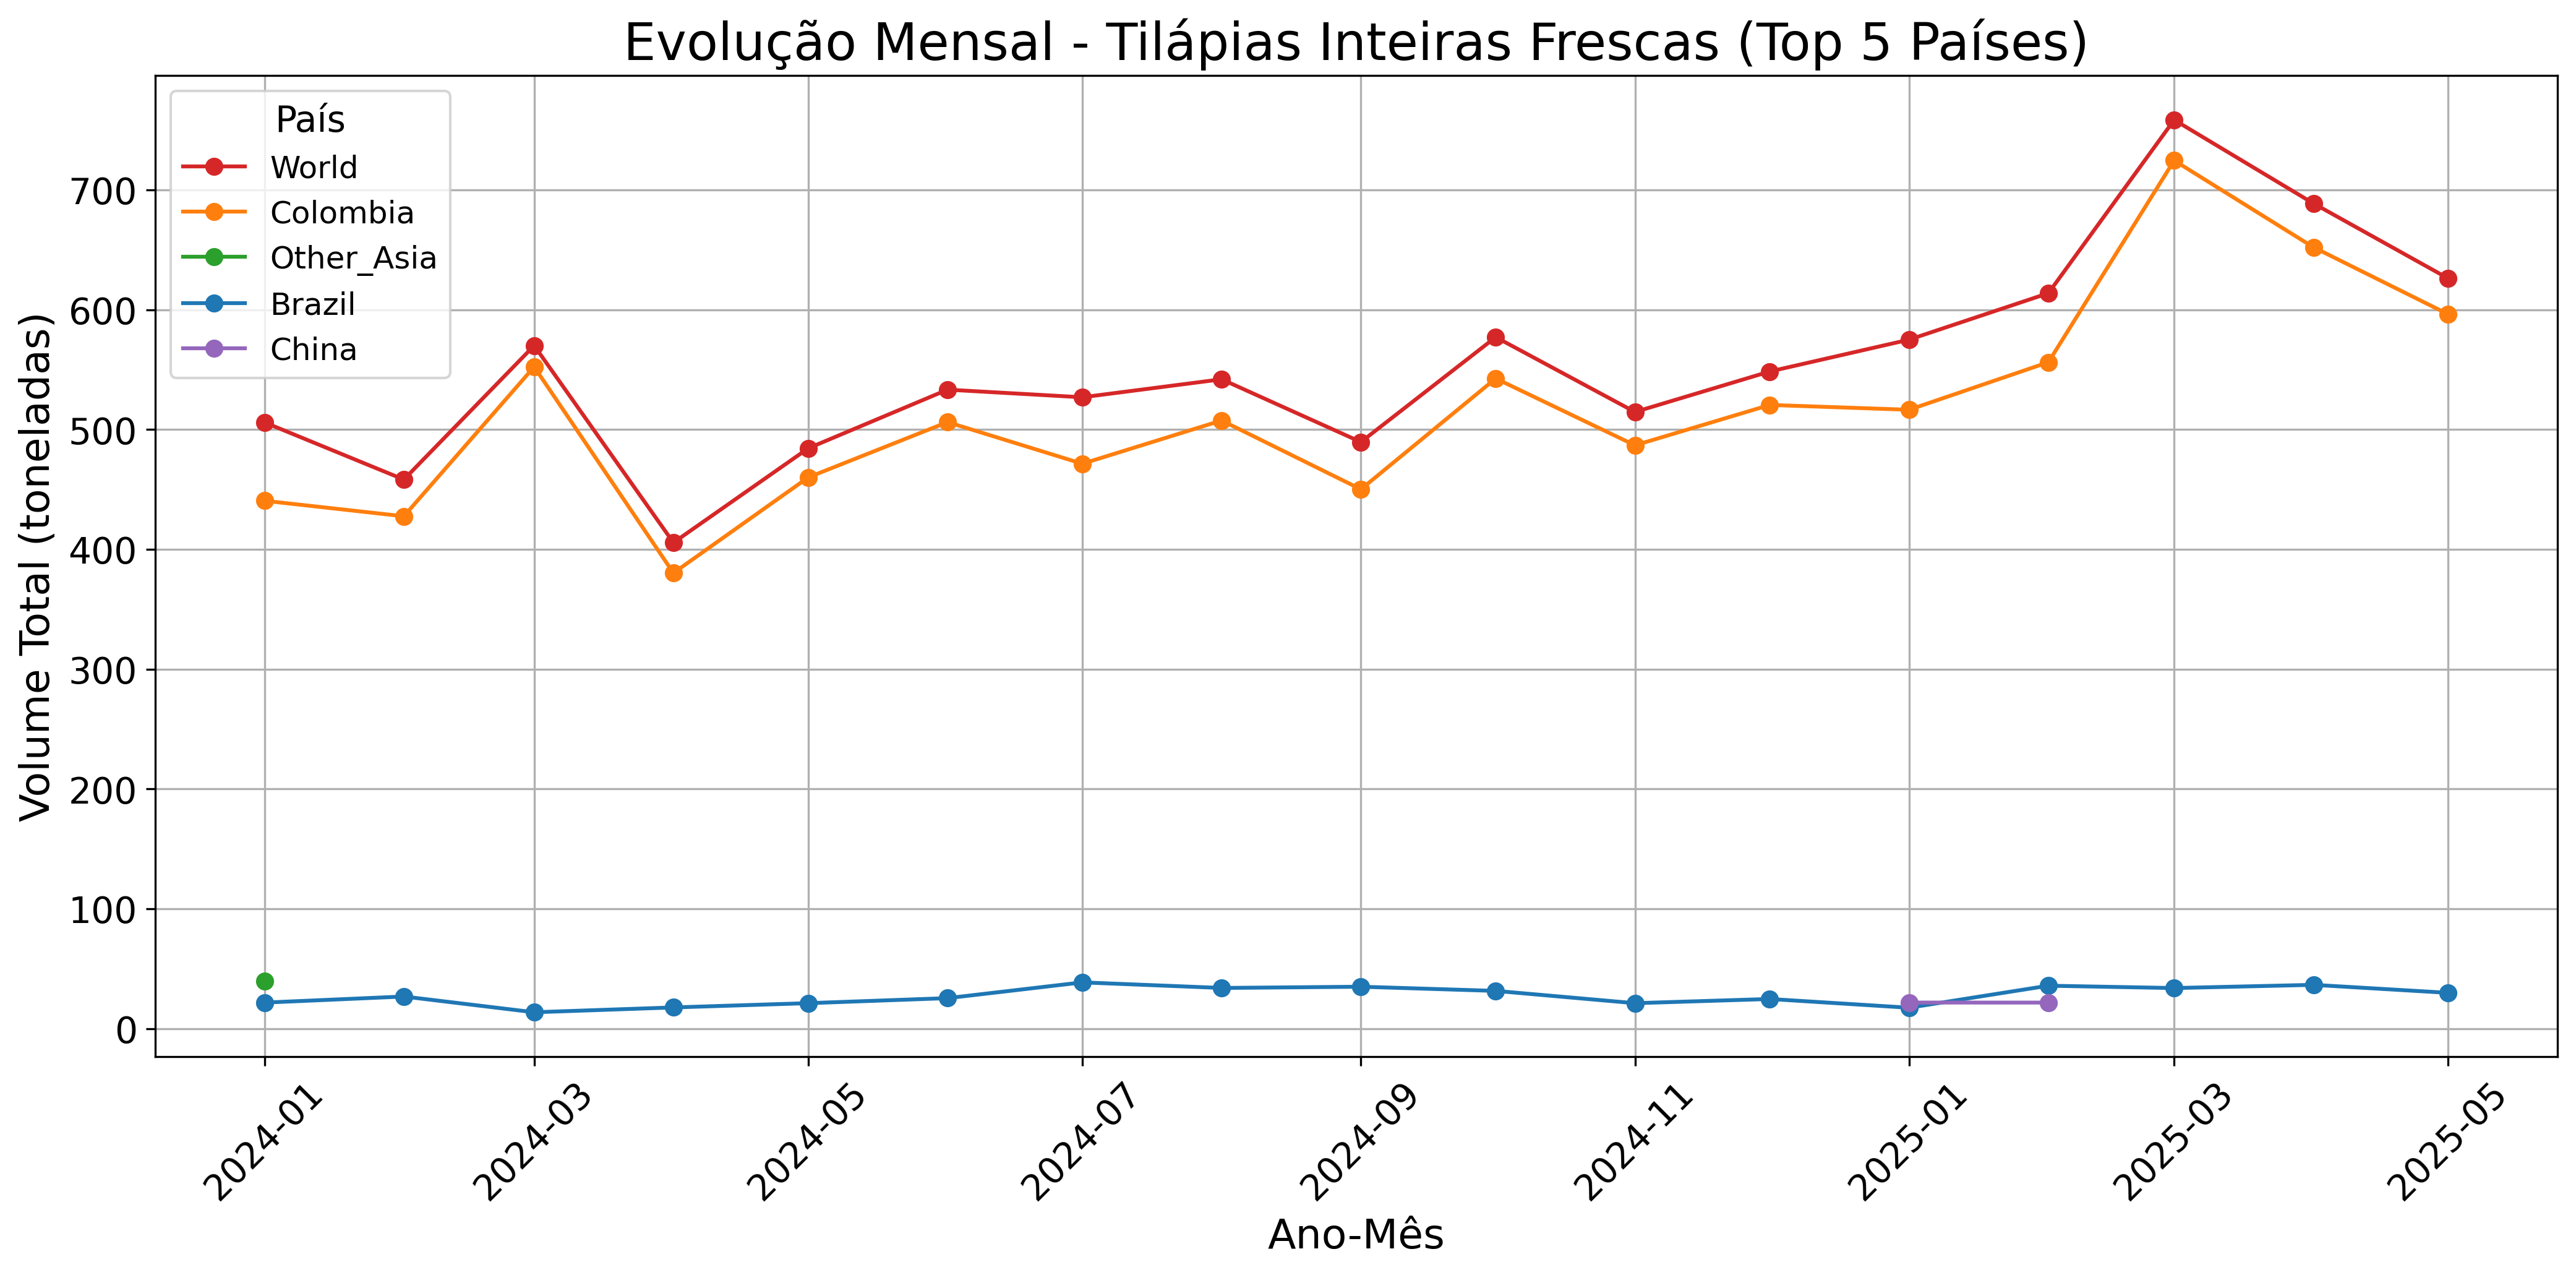 Evolução Mensal - Tilápias Inteiras Frescas (Top 5 Países)
País
World
Colombia
Other_Asia
Brazil
China
Volume Total (toneladas)
700
600
500
400
300
200
100
0
2024-01
2024-03
2024-05
2024-07
2024-09
2024-11
2025-01
2025-03
2025-05
Ano-Mês